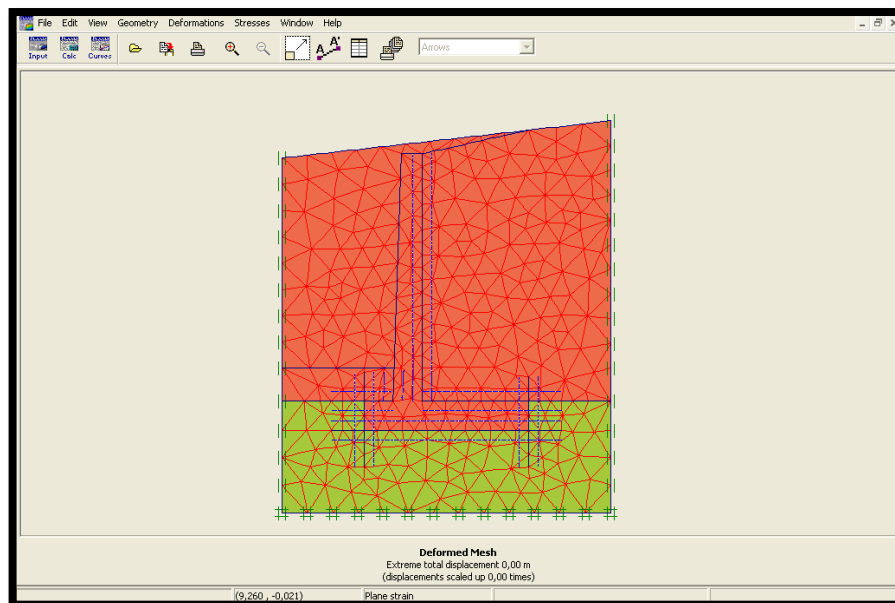 File Edit View Geometry Deformations Stresses Window Help
Input Calc Curves Arrows
A A*
Deformed Mesh
Extreme total displacement 0,00 m
(displacements scaled up 0,00 times)
(9,260 , -0,021) Plane strain